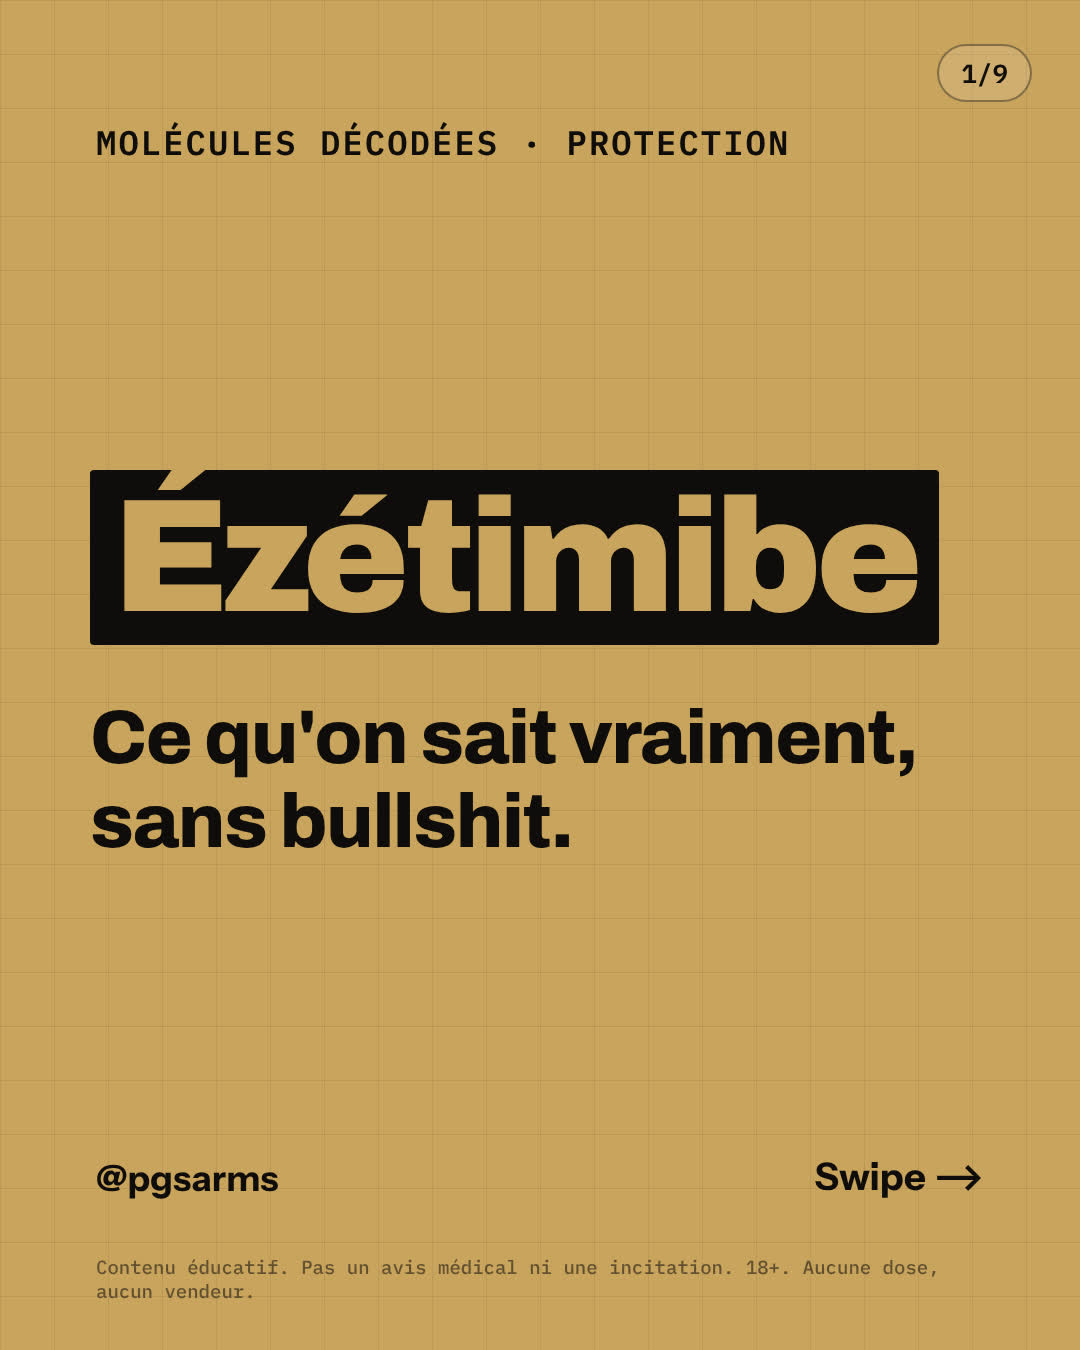 1/9
MOLÉCULES DÉCODÉES · PROTECTION
Ézétimibe
Ce qu'on sait vraiment,
sans bullshit.
@pgsarms
Swipe →
Contenu éducatif. Pas un avis médical ni une incitation. 18+. Aucune dose,
aucun vendeur.